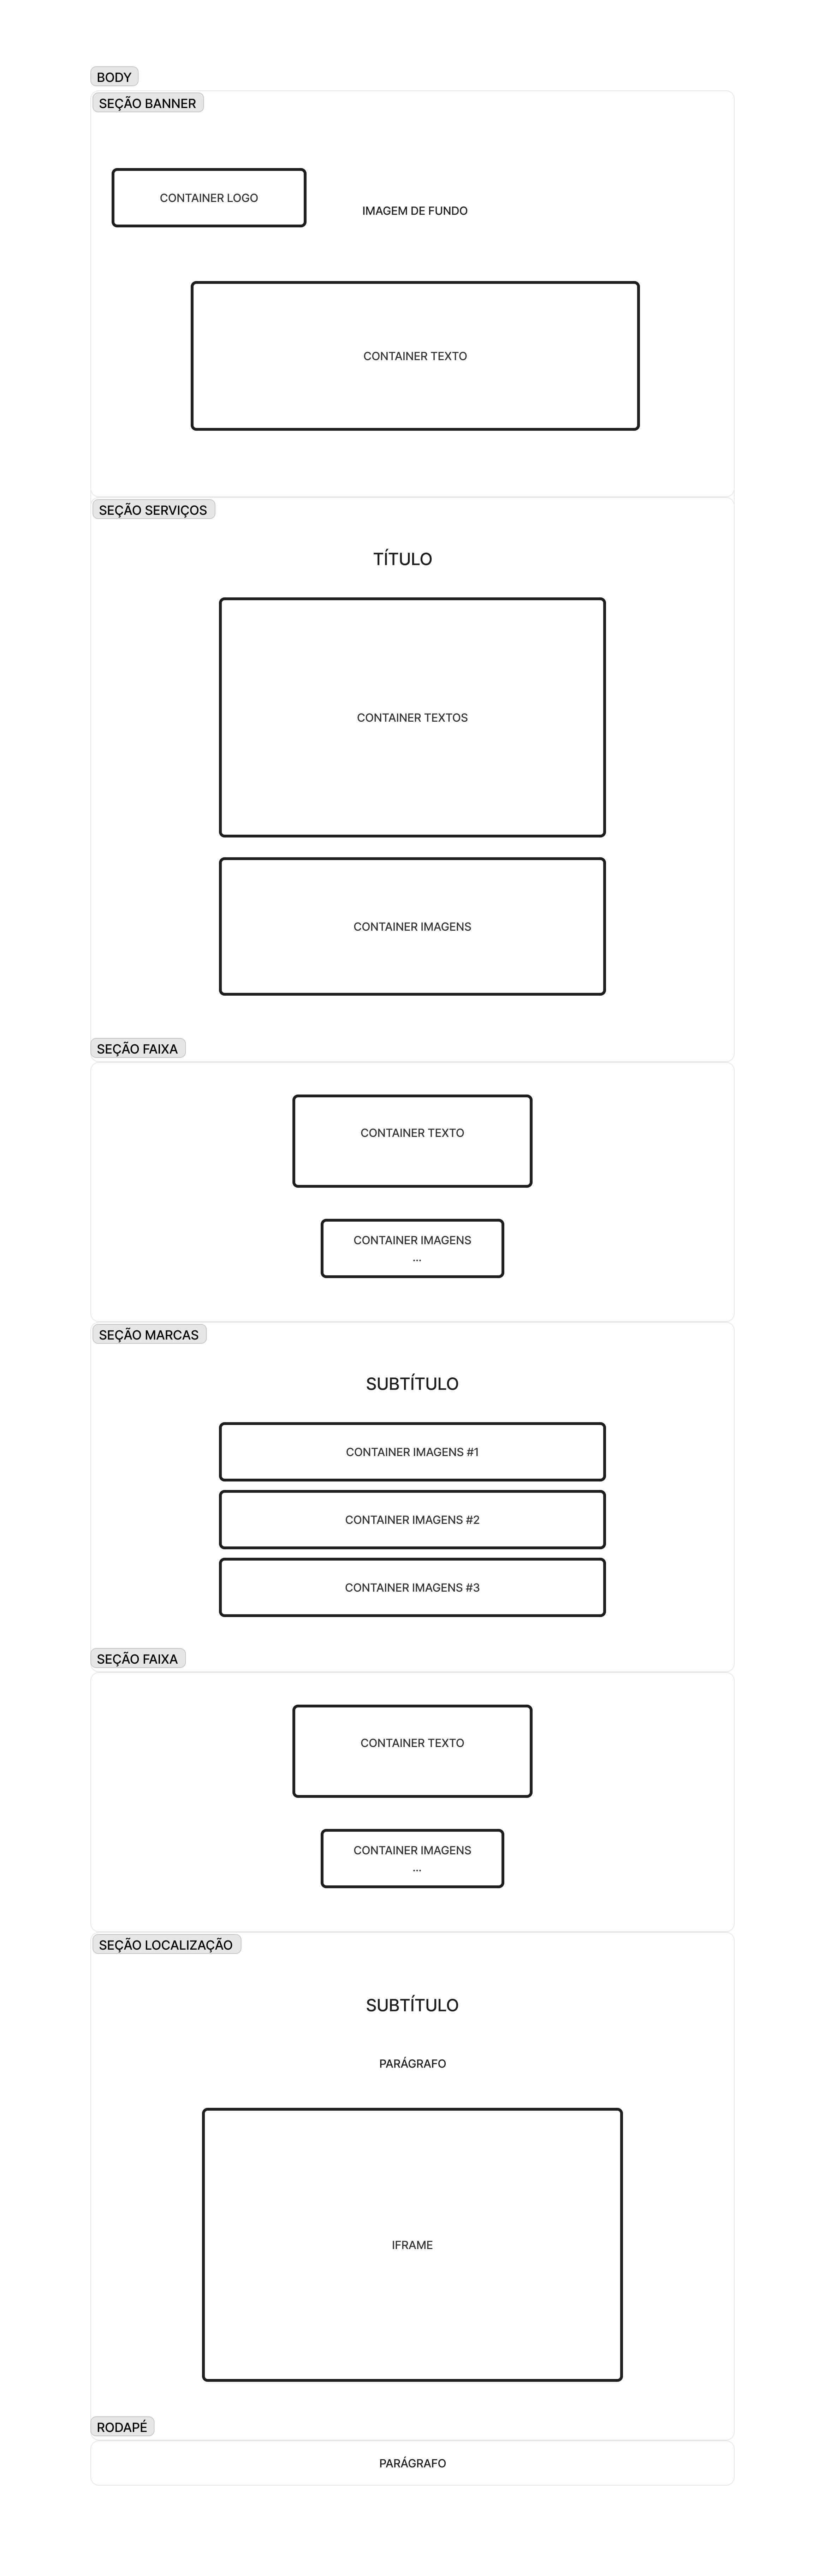 BODY
SEÇÃO BANNER
CONTAINER LOGO
IMAGEM DE FUNDO
CONTAINER TEXTO
SEÇÃO SERVIÇOS
TÍTULO
CONTAINER TEXTOS
CONTAINER IMAGENS
SEÇÃO FAIXA
CONTAINER TEXTO
CONTAINER IMAGENS
...
SEÇÃO MARCAS
SUBTÍTULO
CONTAINER IMAGENS #1
CONTAINER IMAGENS #2
CONTAINER IMAGENS #3
SEÇÃO FAIXA
CONTAINER TEXTO
CONTAINER IMAGENS
...
SEÇÃO LOCALIZAÇÃO
SUBTÍTULO
PARÁGRAFO
IFRAME
RODAPÉ
PARÁGRAFO